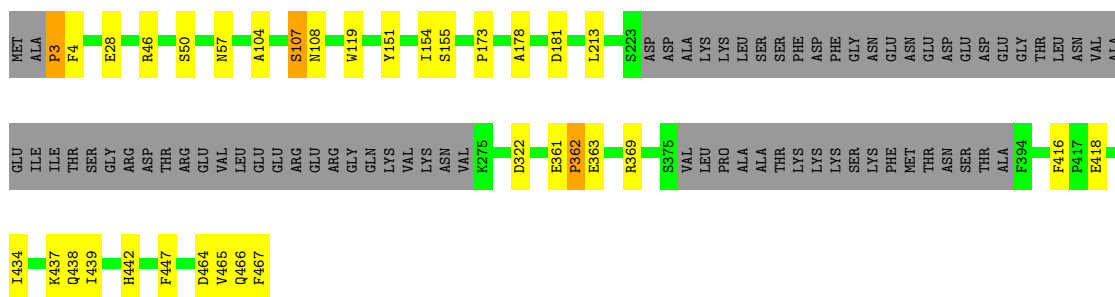 MET ALA P3 F4 E28 R46 S50 N57 A104 S107 N108 W119 Y151 I154 S155 P173 A178 D181 L213 S223 ASP ASP ALA LYS LYS LEU SER SER PHE ASP PHE GLY ASN GLU ASN GLU ASP GLU ASP GLU GLY THR LEU ASN VAL ALA
GLU ILE ILE THR SER GLY ARG ASP THR ARG GLU VAL LEU GLU GLU ARG GLU ARG GLY GLN LYS VAL LYS ASN VAL K275 D322 E361 P362 E363 R369 S375 VAL LEU PRO ALA ALA THR LYS LYS LYS SER LYS PHE MET THR ASN SER THR ALA F394 F416 P417 E418
I434 K437 Q438 I439 H442 F447 D464 V465 Q466 F467